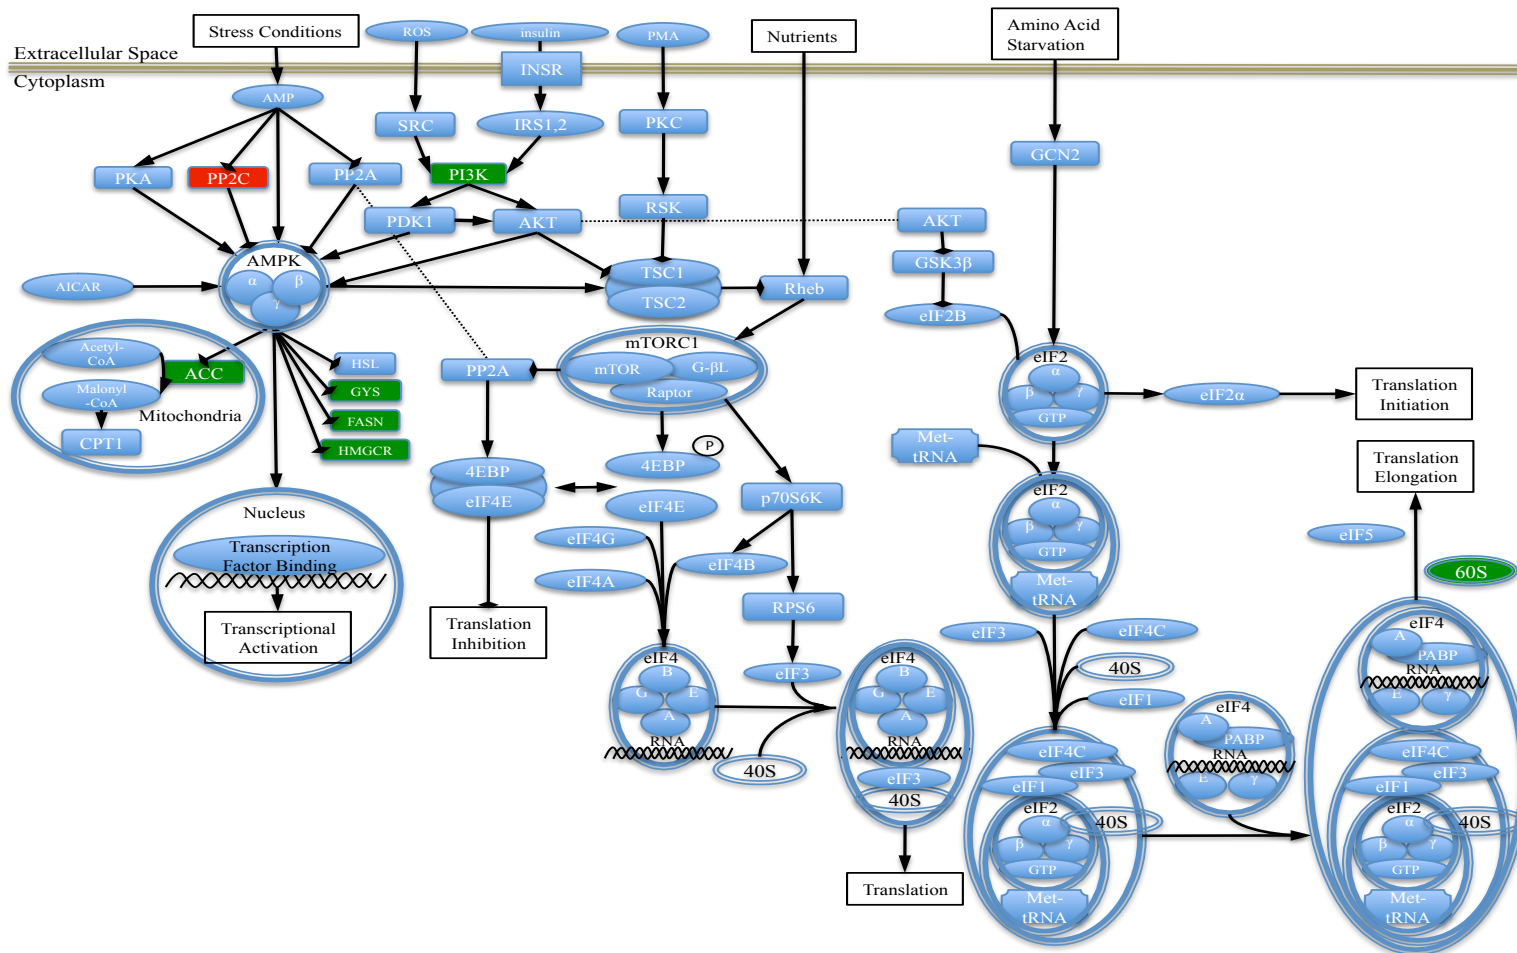 Stress Conditions
ROS
insulin
PMA
Nutrients
Amino Acid
Starvation
Extracellular Space
Cytoplasm
INSR
AMP
SRC
IRS1,2
PKC
GCN2
PKA
PP2C
PP2A
PI3K
PDK1
AKT
RSK
AKT
GSK3β
AMPK
α
β
γ
AICAR
TSC1
TSC2
Rheb
eIF2B
Acetyl-
CoA
ACC
Malonyl
-CoA
Mitochondria
CPT1
HSL
GYS
FASN
HMGCR
PP2A
mTORC1
mTOR
G-βL
Raptor
eIF2
α
β
γ
GTP
eIF2α
Translation
Initiation
4EBP
eIF4E
4EBP
P
eIF4E
p70S6K
Met-
tRNA
eIF2
α
β
γ
GTP
Met-
tRNA
Translation
Elongation
eIF5
60S
Nucleus
Transcription
Factor Binding
Transcriptional
Activation
eIF4G
eIF4A
eIF4B
RPS6
Translation
Inhibition
eIF3
eIF4
B
G
E
A
RNA
40S
eIF4
B
G
E
A
RNA
eIF3
40S
Translation
eIF3
eIF4C
40S
eIF1
eIF4C
eIF3
eIF1
eIF2
α
40S
β
γ
GTP
Met-
tRNA
eIF4
A
PABP
RNA
E
γ
eIF4
A
PABP
RNA
E
γ
eIF4C
eIF3
eIF1
eIF2
α
40S
β
γ
GTP
Met-
tRNA